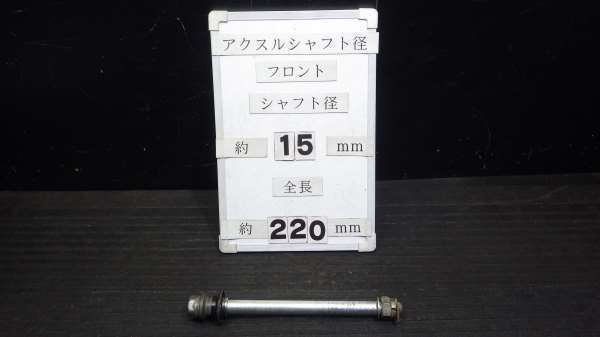 アクスルシャフト径
フロント
シャフト径
約 15 mm
全長
約 220 mm